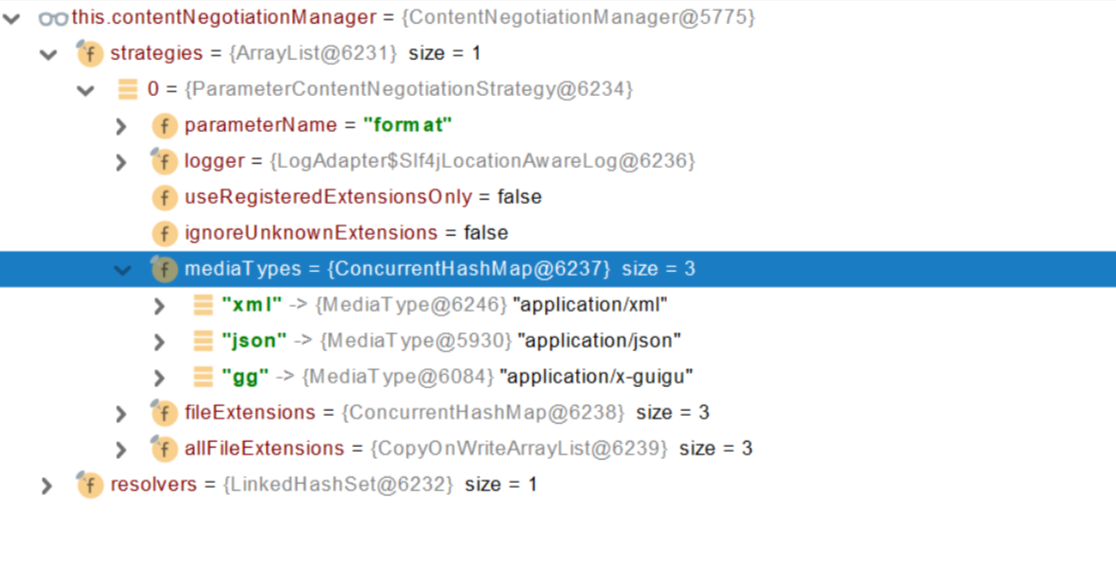 this.contentNegotiationManager = {ContentNegotiationManager@5775}
f strategies = {ArrayList@6231} size = 1
0 = {ParameterContentNegotiationStrategy@6234}
f parameterName = "format"
f logger = {LogAdapter$Slf4jLocationAwareLog@6236}
f useRegisteredExtensionsOnly = false
f ignoreUnknownExtensions = false
f mediaTypes = {ConcurrentHashMap@6237} size = 3
"xml" -> {MediaType@6246} "application/xml"
"json" -> {MediaType@5930} "application/json"
"gg" -> {MediaType@6084} "application/x-guigu"
f fileExtensions = {ConcurrentHashMap@6238} size = 3
f allFileExtensions = {CopyOnWriteArrayList@6239} size = 3
f resolvers = {LinkedHashSet@6232} size = 1